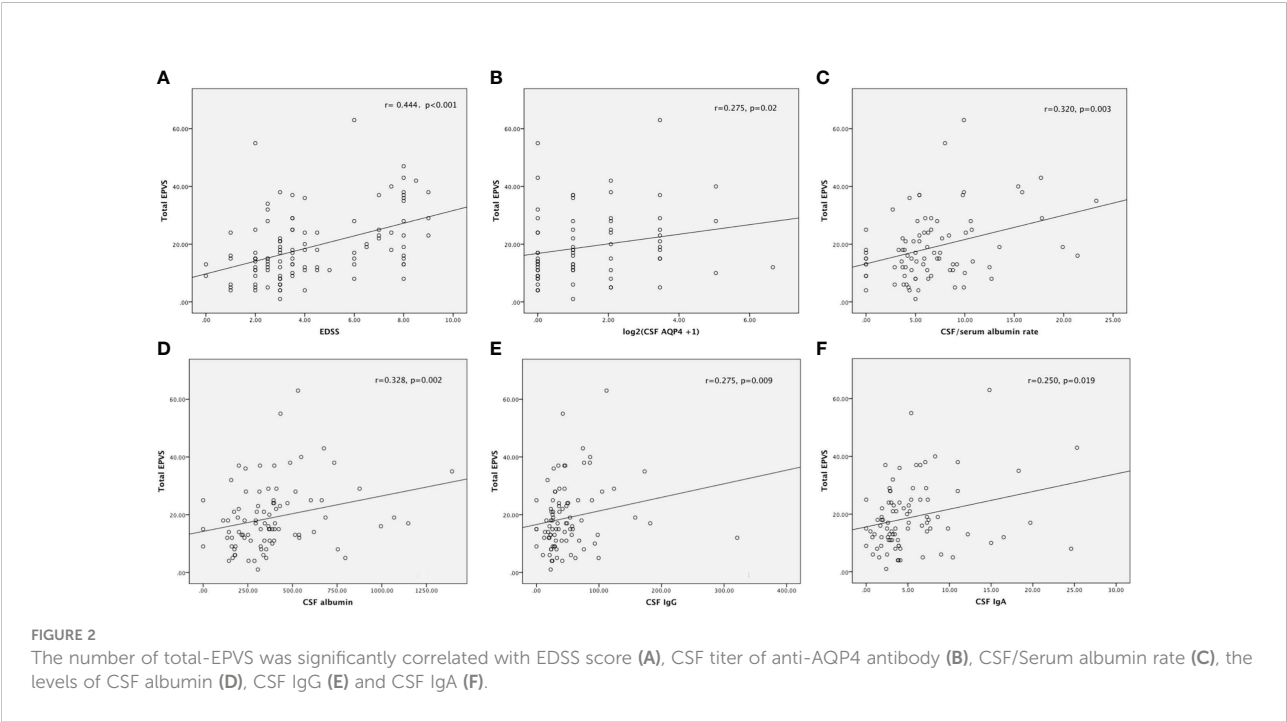 A
r= 0.444, p<0.001
Total EPVS
60.00
40.00
20.00
.00
.00 2.00 4.00 6.00 8.00 10.00
EDSS
B
r=0.275, p=0.02
Total EPVS
60.00
40.00
20.00
.00
.00 2.00 4.00 6.00
log2(CSF AQP4 +1)
C
r=0.320, p=0.003
Total EPVS
60.00
40.00
20.00
.00
.00 5.00 10.00 15.00 20.00 25.00
CSF/serum albumin rate
D
r=0.328, p=0.002
Total EPVS
60.00
40.00
20.00
.00
.00 250.00 500.00 750.00 1000.00 1250.00
CSF albumin
E
r=0.275, p=0.009
Total EPVS
60.00
40.00
20.00
.00
.00 100.00 200.00 300.00 400.00
CSF IgG
F
r=0.250, p=0.019
Total EPVS
60.00
40.00
20.00
.00
.00 5.00 10.00 15.00 20.00 25.00 30.00
CSF IgA
FIGURE 2
The number of total-EPVS was significantly correlated with EDSS score (A), CSF titer of anti-AQP4 antibody (B), CSF/Serum albumin rate (C), the
levels of CSF albumin (D), CSF IgG (E) and CSF IgA (F).